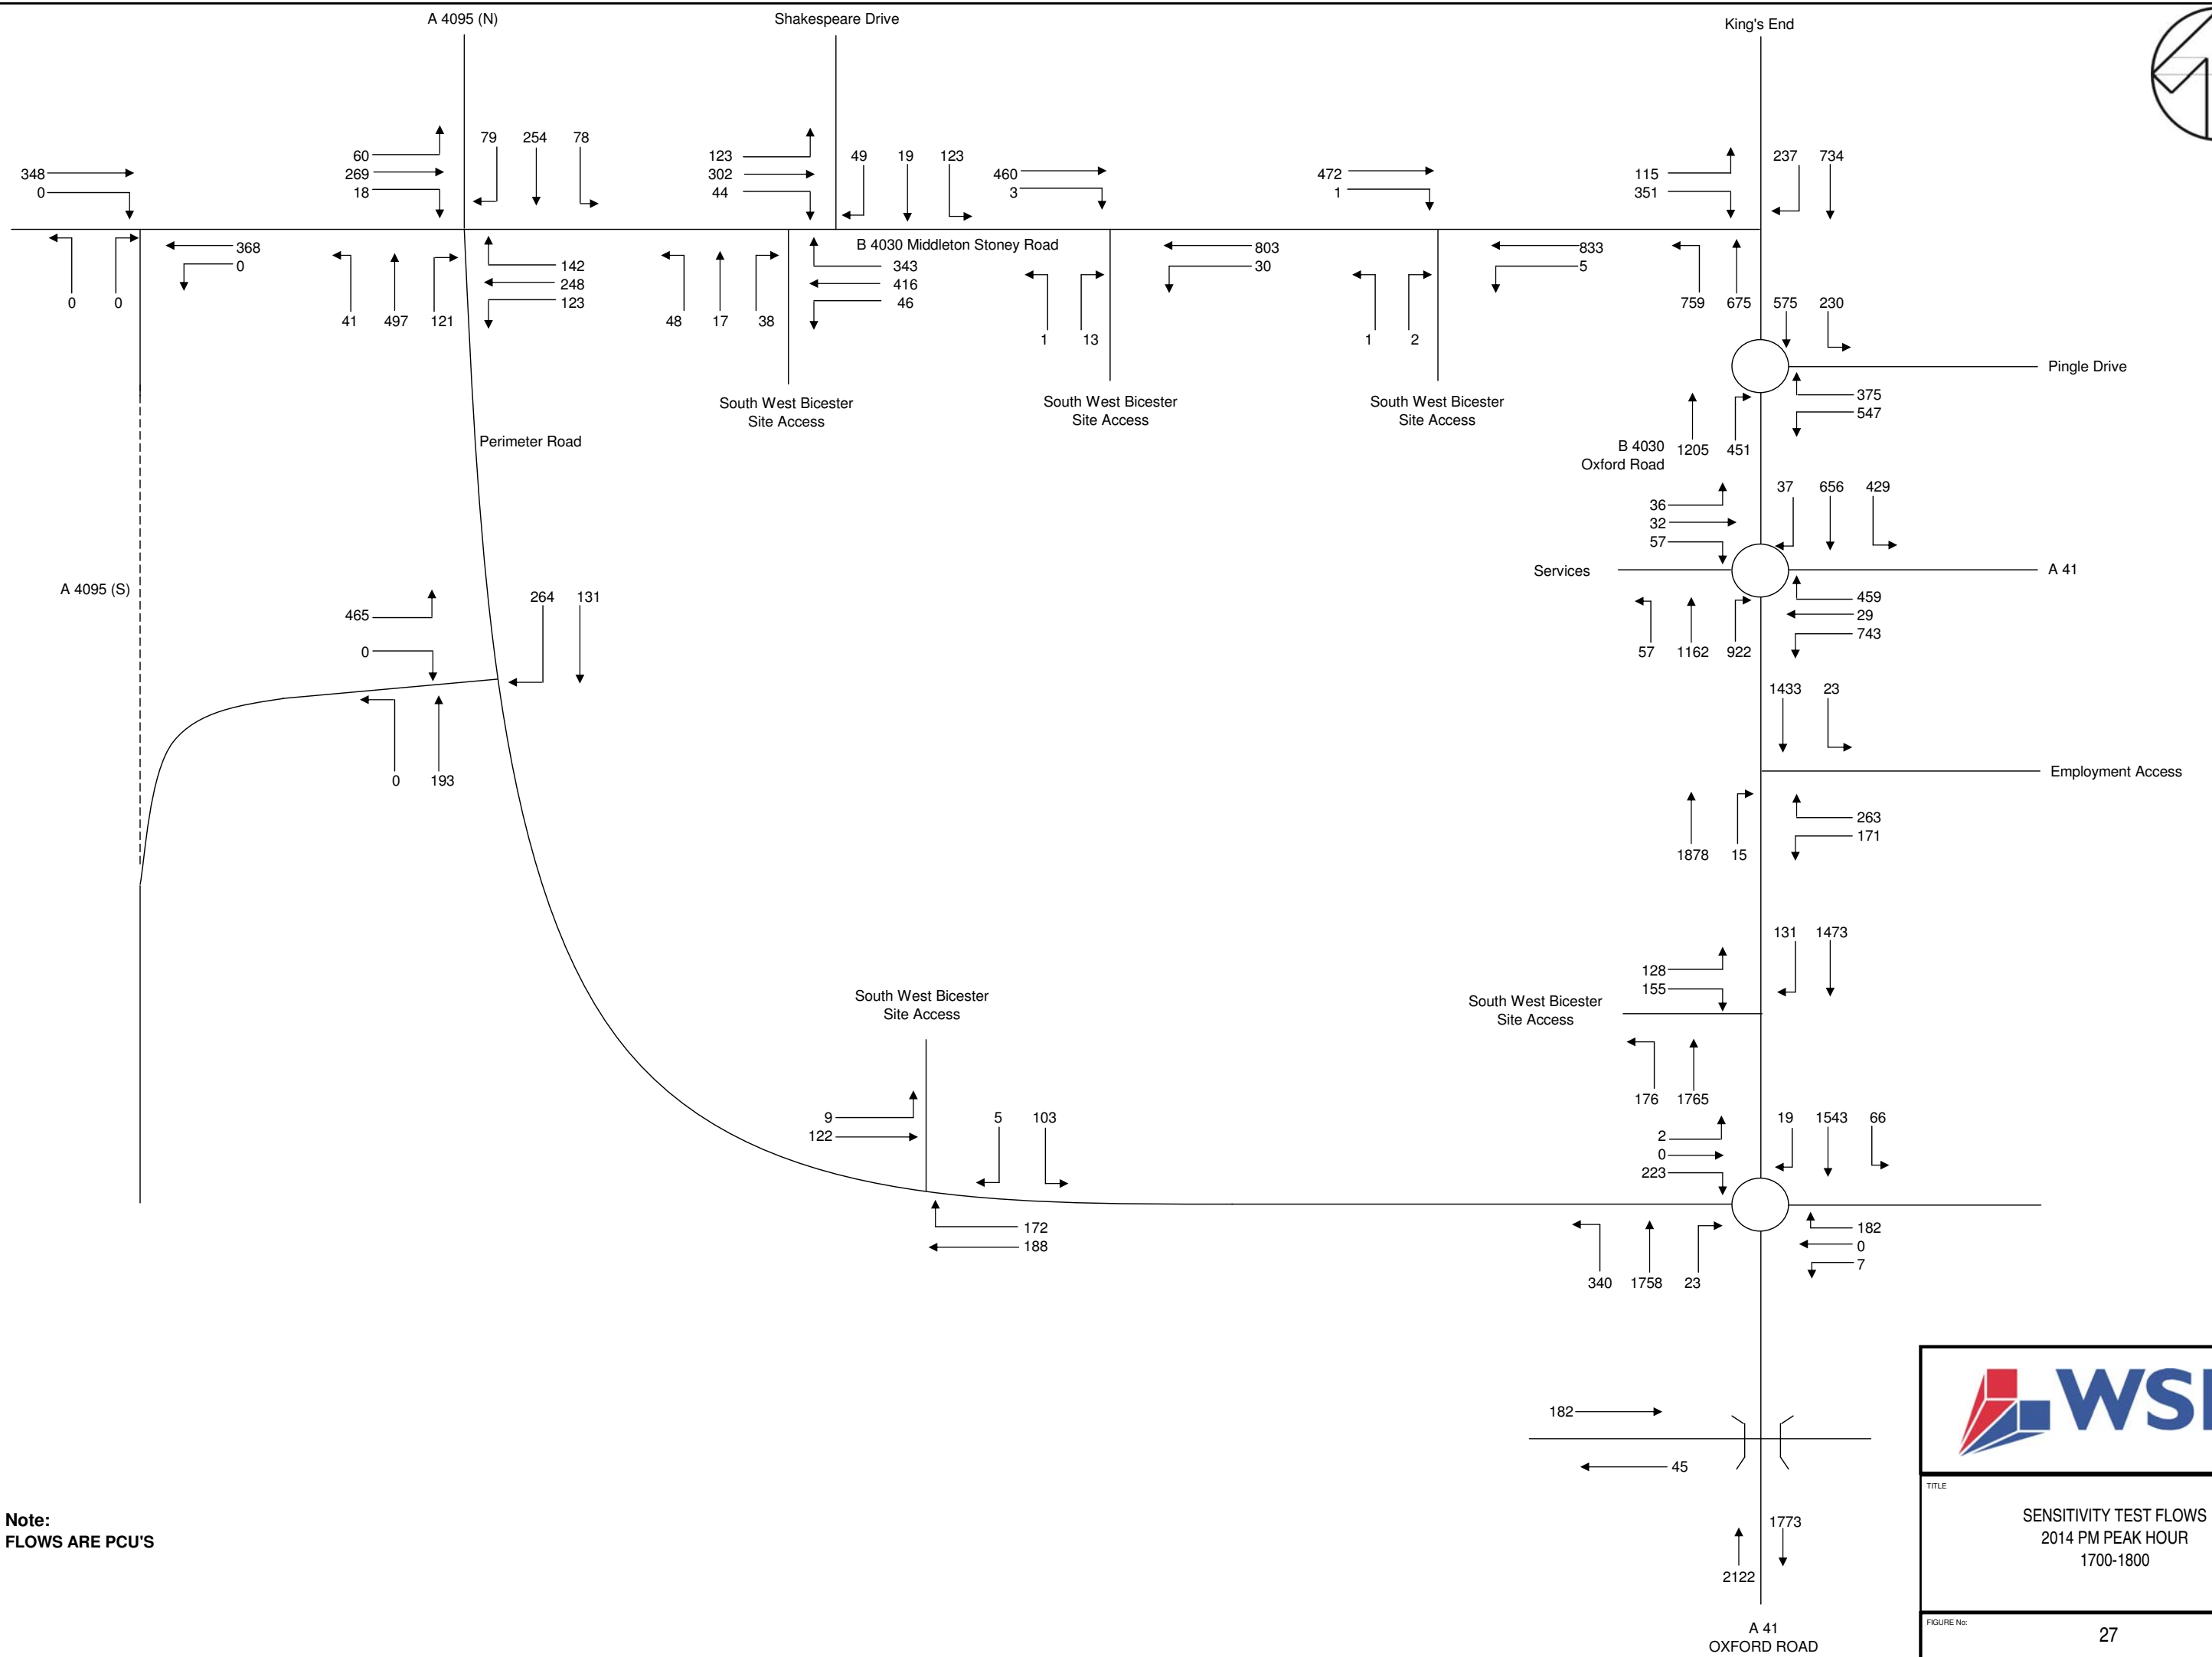 A 4095 (N)
Shakespeare Drive
King's End
348
0
60
269
18
79 254 78
123
302
44
49 19 123
460
3
472
1
115
351
237 734
368
0
0 0
41 497 121
142
248
123
48 17 38
B 4030 Middleton Stoney Road
343
416
46
1 13
803
30
1 2
833
5
759 675
575 230
South West Bicester
Site Access
South West Bicester
Site Access
South West Bicester
Site Access
Pingle Drive
375
547
B 4030
Oxford Road
1205 451
Perimeter Road
36
32
57
37 656 429
Services
A 41
A 4095 (S)
459
29
743
57 1162 922
465
0
264 131
0 193
1433 23
Employment Access
263
171
1878 15
131 1473
128
155
South West Bicester
Site Access
South West Bicester
Site Access
176 1765
9
122
5 103
2
0
223
19 1543 66
172
188
182
0
7
340 1758 23
182
45
1773
2122
A 41
OXFORD ROAD
Note:
FLOWS ARE PCU'S
TITLE
SENSITIVITY TEST FLOWS
2014 PM PEAK HOUR
1700-1800
FIGURE No:
27